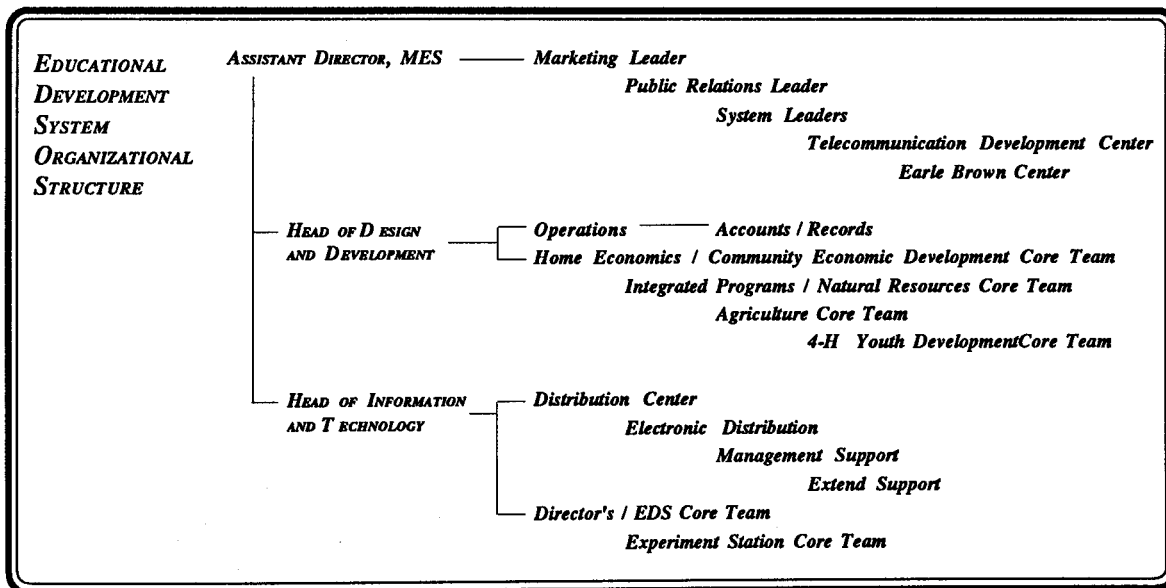 EDUCATIONAL
DEVELOPMENT
SYSTEM
ORGANIZATIONAL
STRUCTURE
ASSISTANT DIRECTOR, MES
Marketing Leader
Public Relations Leader
System Leaders
Telecommunication Development Center
Earle Brown Center
HEAD OF DESIGN
AND DEVELOPMENT
Operations
Accounts / Records
Home Economics / Community Economic Development Core Team
Integrated Programs / Natural Resources Core Team
Agriculture Core Team
4-H Youth DevelopmentCore Team
HEAD OF INFORMATION
AND TECHNOLOGY
Distribution Center
Electronic Distribution
Management Support
Extend Support
Director's / EDS Core Team
Experiment Station Core Team